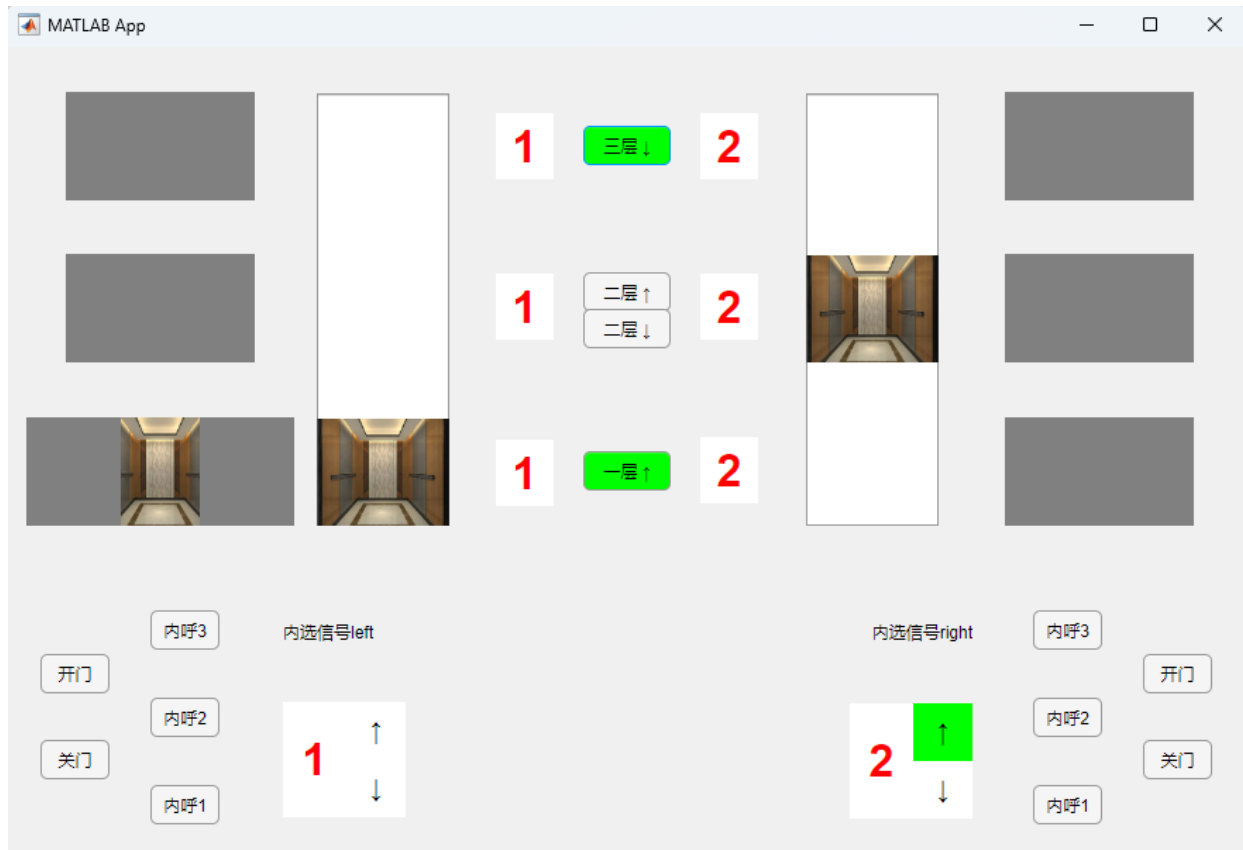 MATLAB App
1
三层↓
2
1
二层↑
二层↓
2
1
一层↑
2
内呼3
内选信号left
开门
内呼2
1
↑
↓
关门
内呼1
内选信号right
内呼3
开门
内呼2
2
↑
↓
关门
内呼1